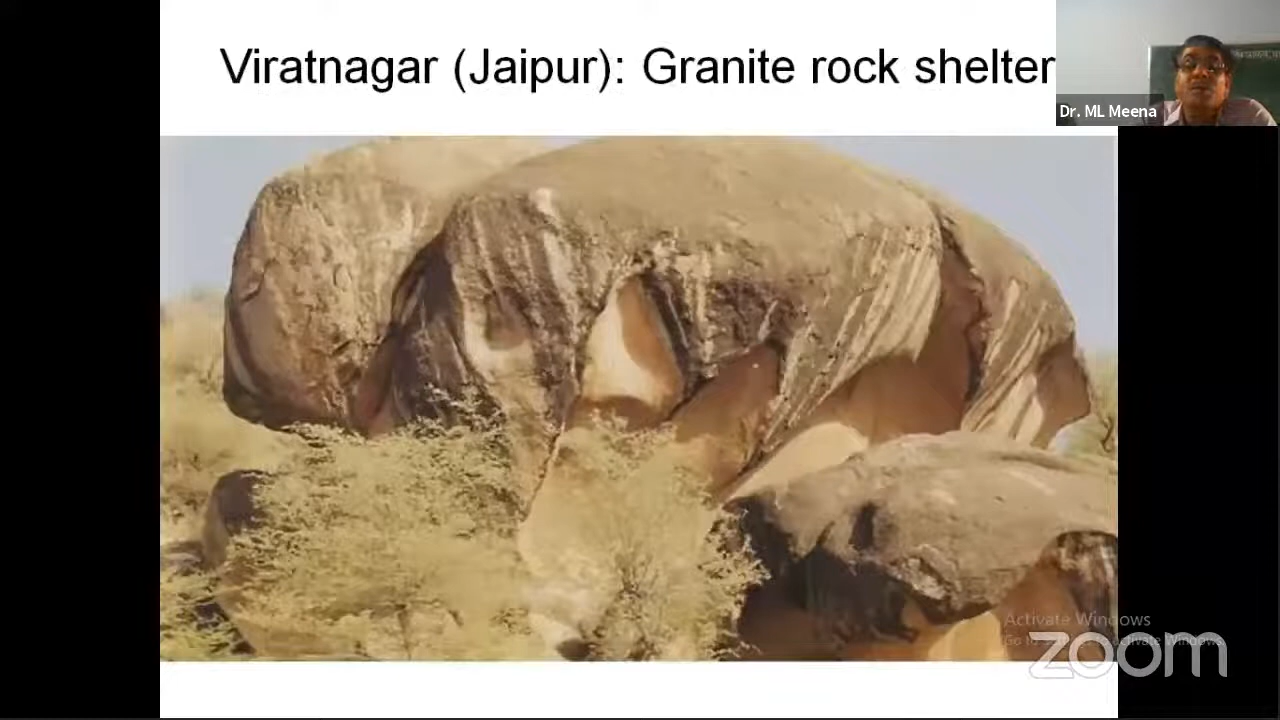 Viratnagar (Jaipur): Granite rock shelter
Dr. ML Meena
Activate Windows
zoom